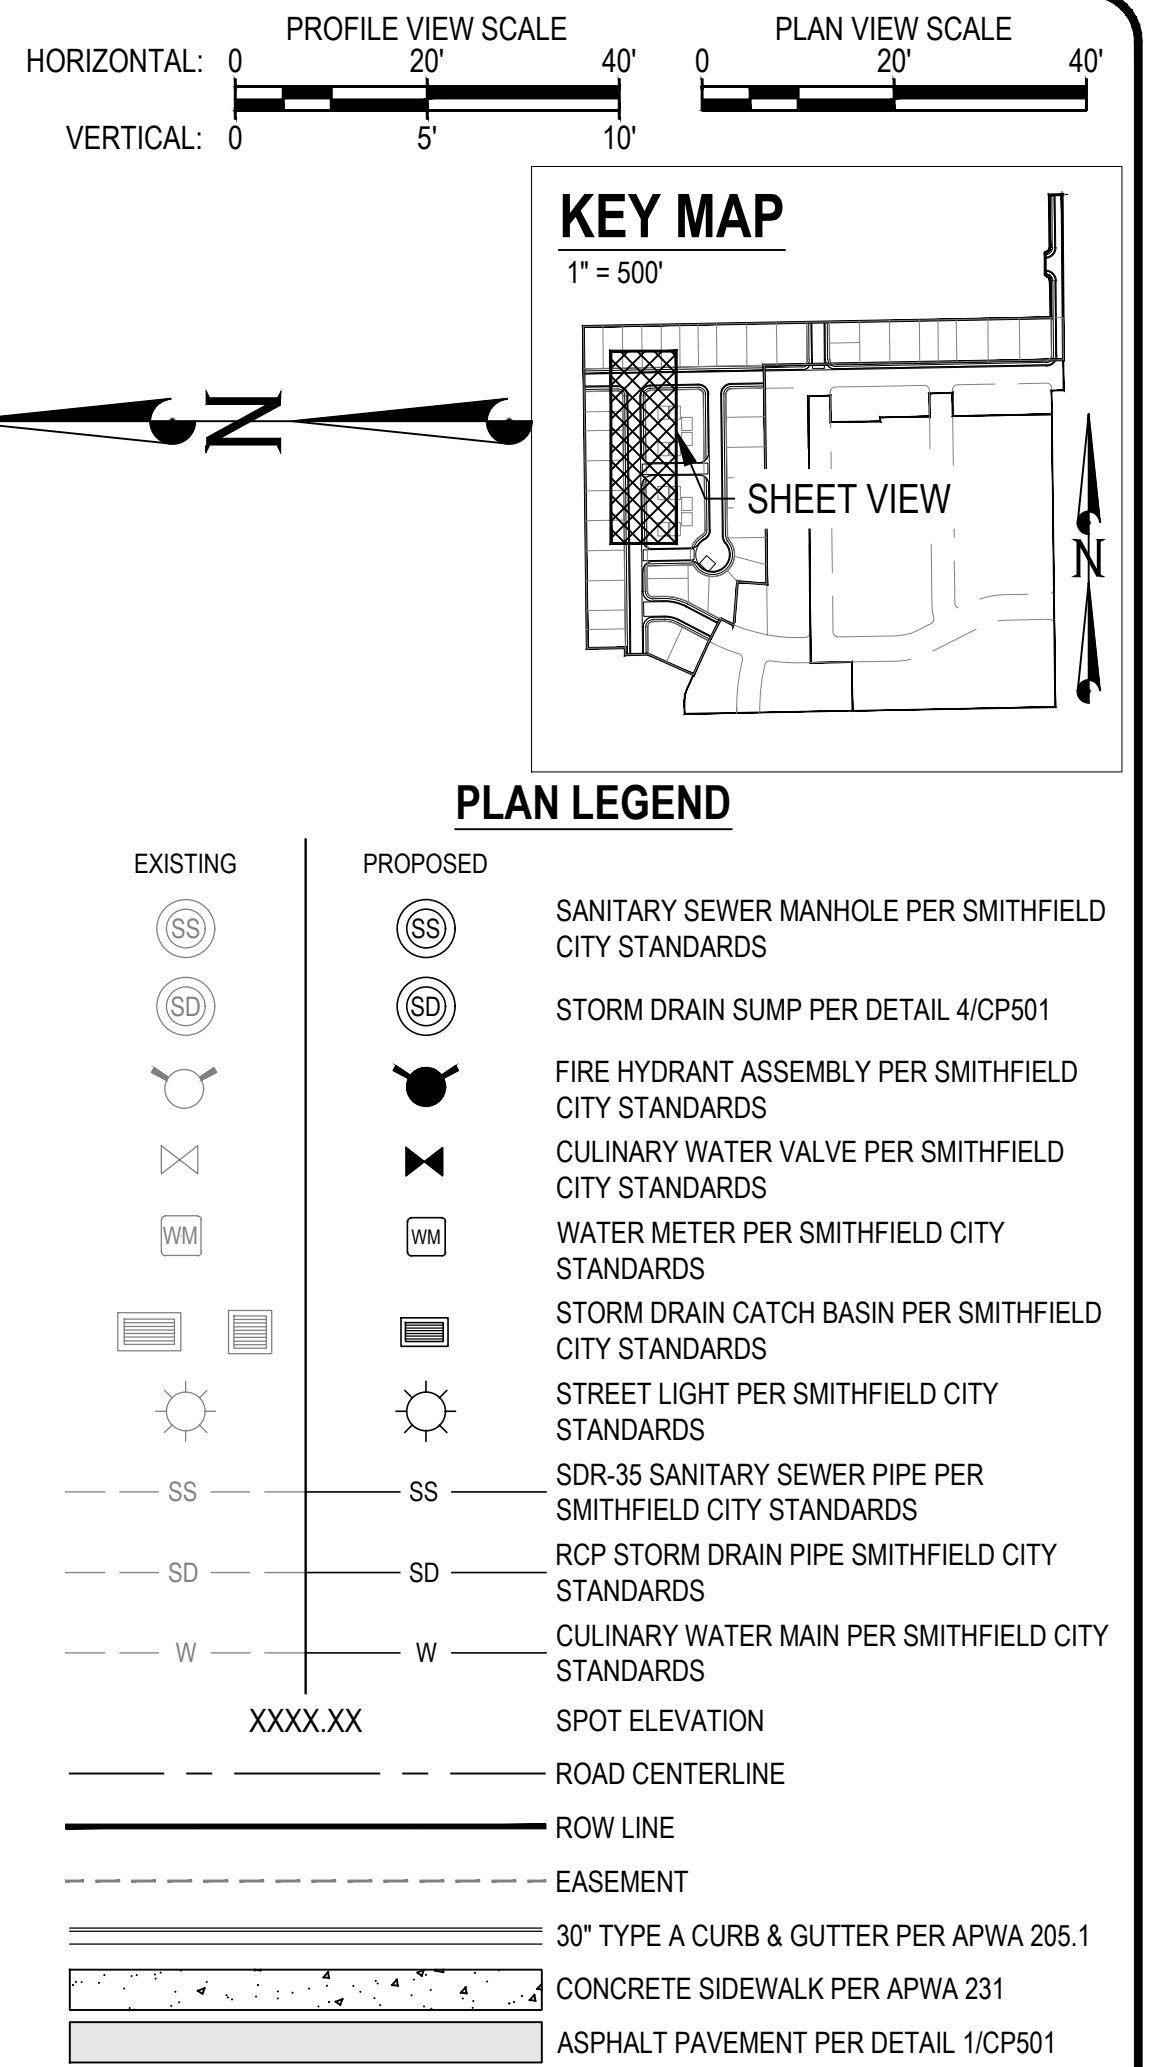 PROFILE VIEW SCALE
PLAN VIEW SCALE
HORIZONTAL: 0 20' 40'
0 20' 40'
VERTICAL: 0 5' 10'
KEY MAP
1" = 500'
N
SHEET VIEW
N
PLAN LEGEND
EXISTING PROPOSED
SS SS SANITARY SEWER MANHOLE PER SMITHFIELD
CITY STANDARDS
SD SD STORM DRAIN SUMP PER DETAIL 4/CP501
FIRE HYDRANT ASSEMBLY PER SMITHFIELD
CITY STANDARDS
CULINARY WATER VALVE PER SMITHFIELD
CITY STANDARDS
WM WM WATER METER PER SMITHFIELD CITY
STANDARDS
STORM DRAIN CATCH BASIN PER SMITHFIELD
CITY STANDARDS
STREET LIGHT PER SMITHFIELD CITY
STANDARDS
SS SS SDR-35 SANITARY SEWER PIPE PER
SMITHFIELD CITY STANDARDS
SD SD RCP STORM DRAIN PIPE SMITHFIELD CITY
STANDARDS
W W CULINARY WATER MAIN PER SMITHFIELD CITY
STANDARDS
XXXX.XX SPOT ELEVATION
ROAD CENTERLINE
ROW LINE
EASEMENT
30" TYPE A CURB & GUTTER PER APWA 205.1
CONCRETE SIDEWALK PER APWA 231
ASPHALT PAVEMENT PER DETAIL 1/CP501